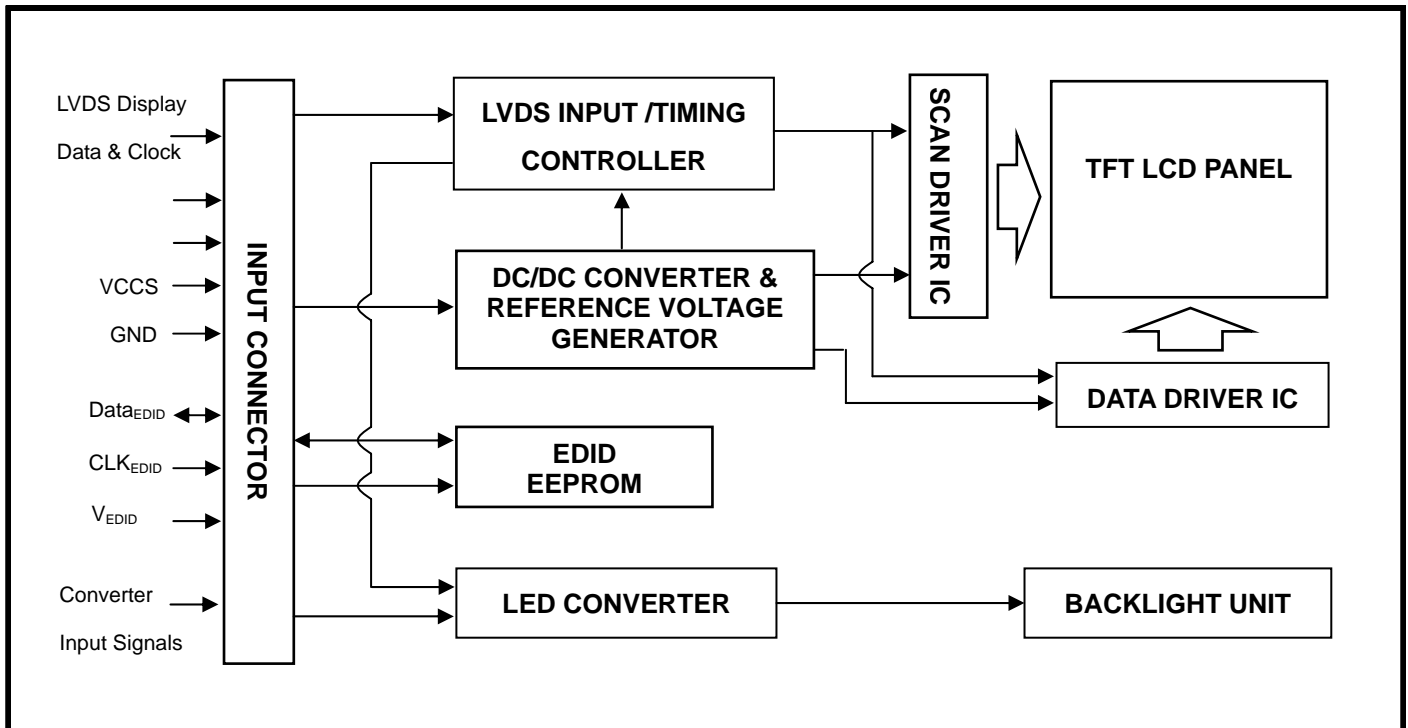 LVDS Display
Data & Clock
VCCS
GND
DataEDID
CLKEDID
VEDID
Converter
Input Signals
INPUT CONNECTOR
LVDS INPUT /TIMING
CONTROLLER
DC/DC CONVERTER &
REFERENCE VOLTAGE
GENERATOR
EDID
EEPROM
LED CONVERTER
SCAN DRIVER IC
TFT LCD PANEL
DATA DRIVER IC
BACKLIGHT UNIT